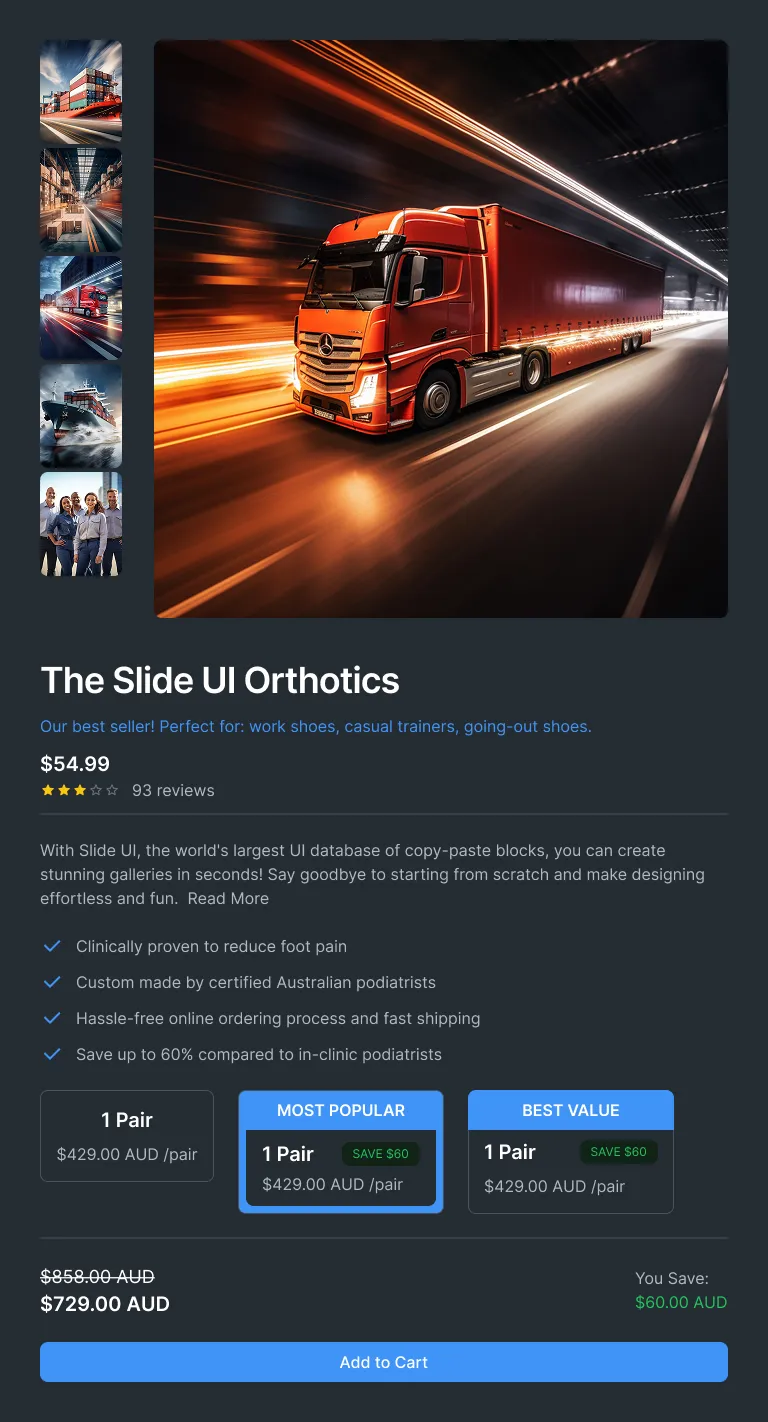 The Slide UI Orthotics
Our best seller! Perfect for: work shoes, casual trainers, going-out shoes.
$54.99
93 reviews
With Slide UI, the world's largest UI database of copy-paste blocks, you can create
stunning galleries in seconds! Say goodbye to starting from scratch and make designing
effortless and fun. Read More
Clinically proven to reduce foot pain
Custom made by certified Australian podiatrists
Hassle-free online ordering process and fast shipping
Save up to 60% compared to in-clinic podiatrists
1 Pair
$429.00 AUD /pair
MOST POPULAR
1 Pair
SAVE $60
$429.00 AUD /pair
BEST VALUE
1 Pair
SAVE $60
$429.00 AUD /pair
$858.00 AUD
$729.00 AUD
You Save:
$60.00 AUD
Add to Cart